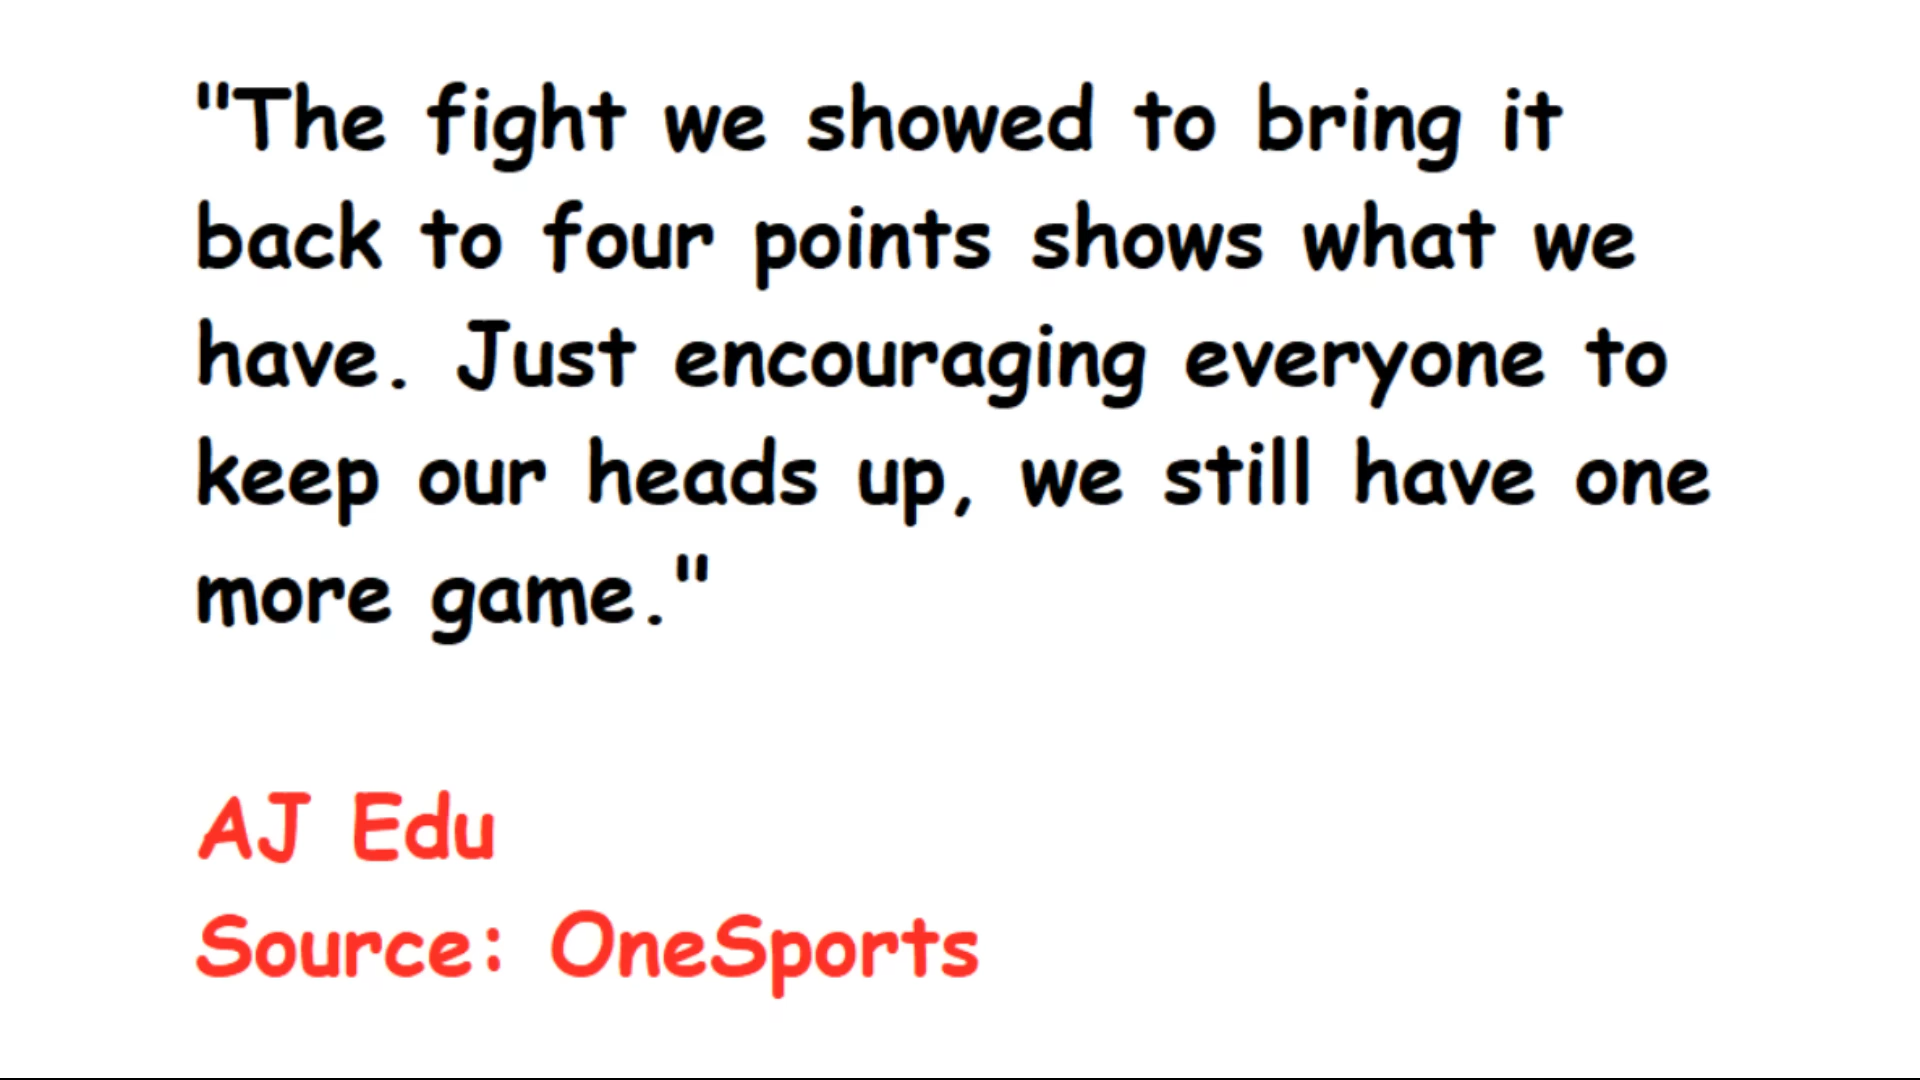 "The fight we showed to bring it
back to four points shows what we
have. Just encouraging everyone to
keep our heads up, we still have one
more game."
AJ Edu
Source: OneSports